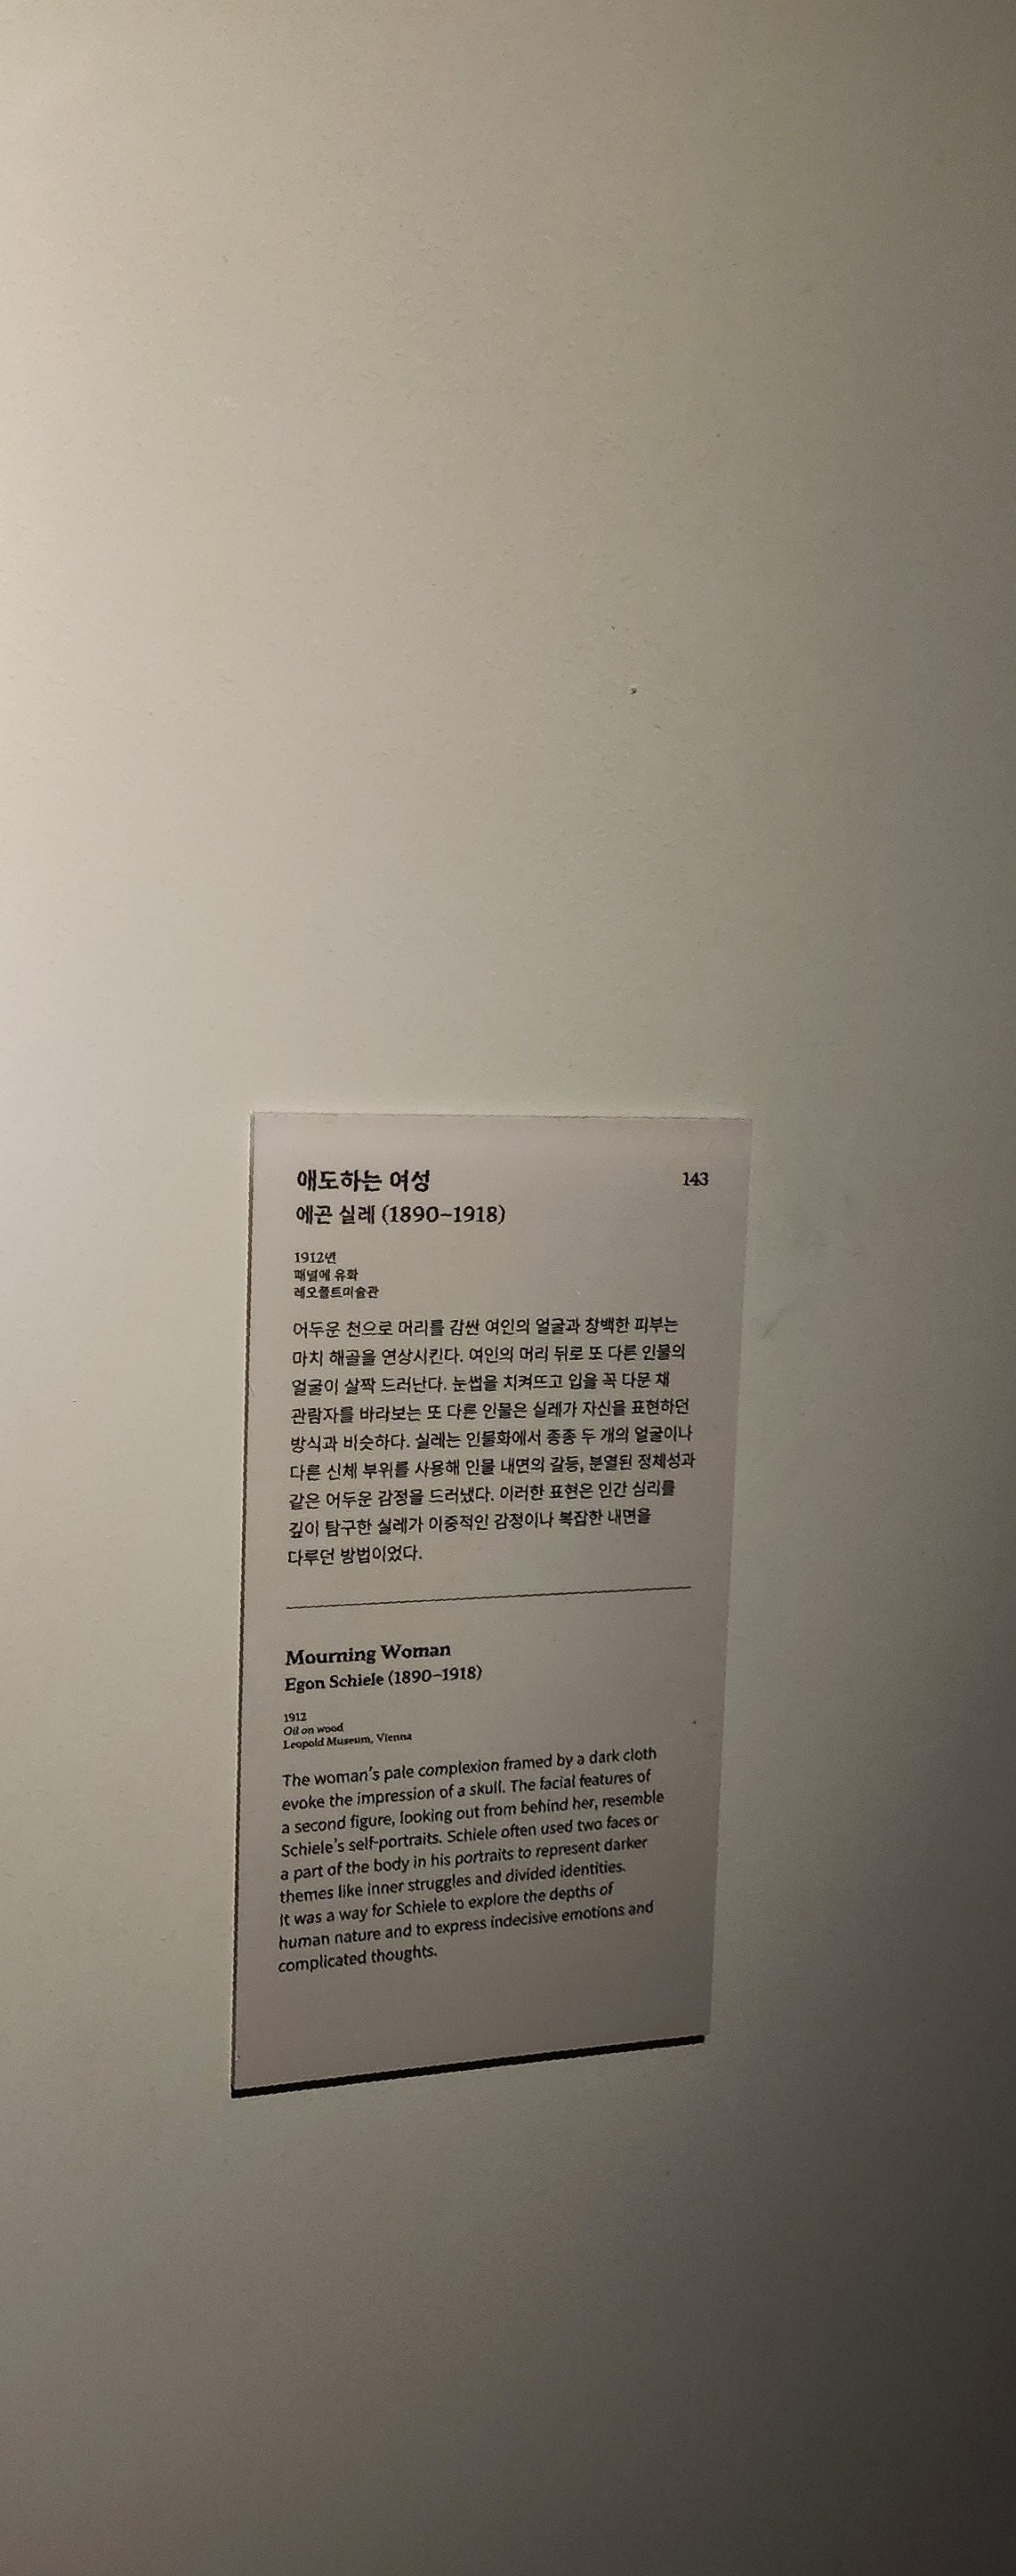 애도하는 여성 143
에곤 실레 (1890–1918)
1912년
패널에 유화
레오폴트미술관
어두운 천으로 머리를 감싼 여인의 얼굴과 창백한 피부는
마치 해골을 연상시킨다. 여인의 머리 뒤로 또 다른 인물의
얼굴이 살짝 드러난다. 눈썹을 치켜뜨고 입을 꼭 다문 채
관람자를 바라보는 또 다른 인물은 실레가 자신을 표현하던
방식과 비슷하다. 실레는 인물화에서 종종 두 개의 얼굴이나
다른 신체 부위를 사용해 인물 내면의 갈등, 분열된 정체성과
같은 어두운 감정을 드러냈다. 이러한 표현은 인간 심리를
깊이 탐구한 실레가 이중적인 감정이나 복잡한 내면을
다루던 방법이었다.
Mourning Woman
Egon Schiele (1890–1918)
1912
Oil on wood
Leopold Museum, Vienna
The woman's pale complexion framed by a dark cloth
evoke the impression of a skull. The facial features of
a second figure, looking out from behind her, resemble
Schiele's self-portraits. Schiele often used two faces or
a part of the body in his portraits to represent darker
themes like inner struggles and divided identities.
It was a way for Schiele to explore the depths of
human nature and to express indecisive emotions and
complicated thoughts.